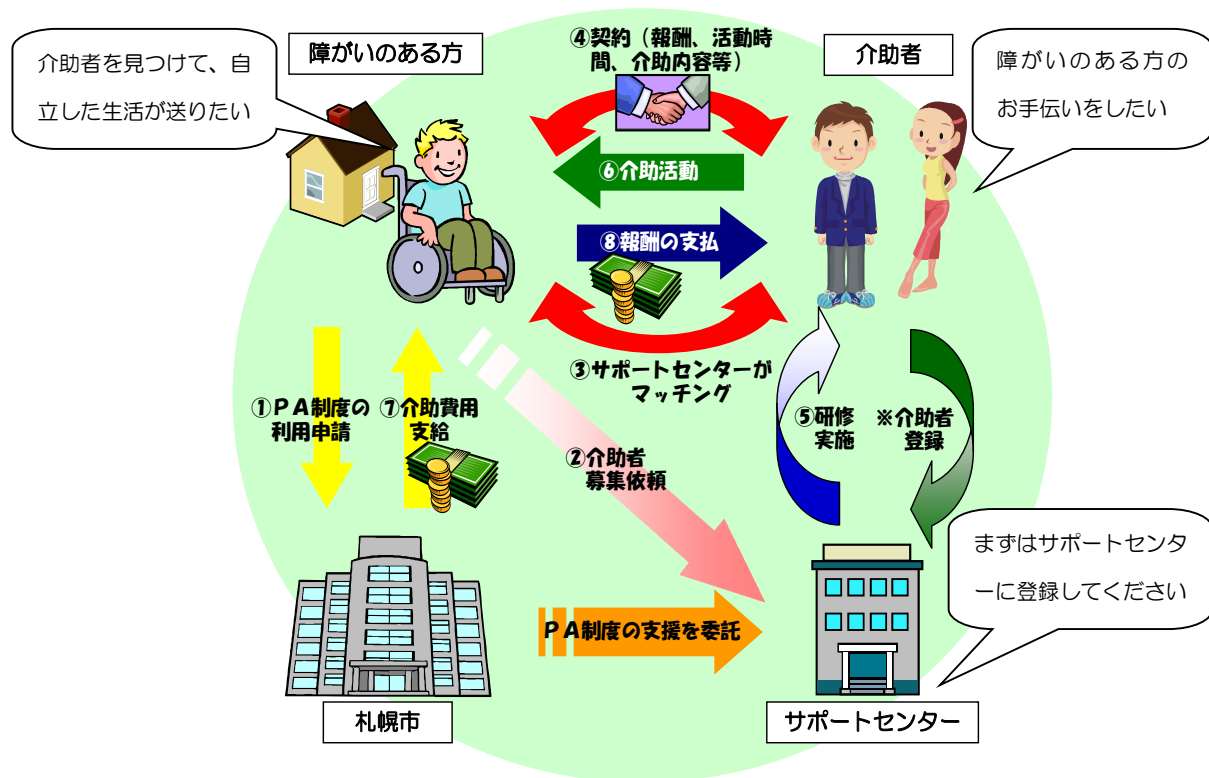 障がいのある方
④契約（報酬、活動時
間、介助内容等）
介助者
介助者を見つけて、自
立した生活が送りたい
障がいのある方の
お手伝いをしたい
⑥介助活動
⑧報酬の支払
③サポートセンターが
マッチング
①ＰＡ制度の
利用申請
⑦介助費用
支給
②介助者
募集依頼
⑤研修
実施
※介助者
登録
まずはサポートセンタ
ーに登録してください
ＰＡ制度の支援を委託
札幌市
サポートセンター